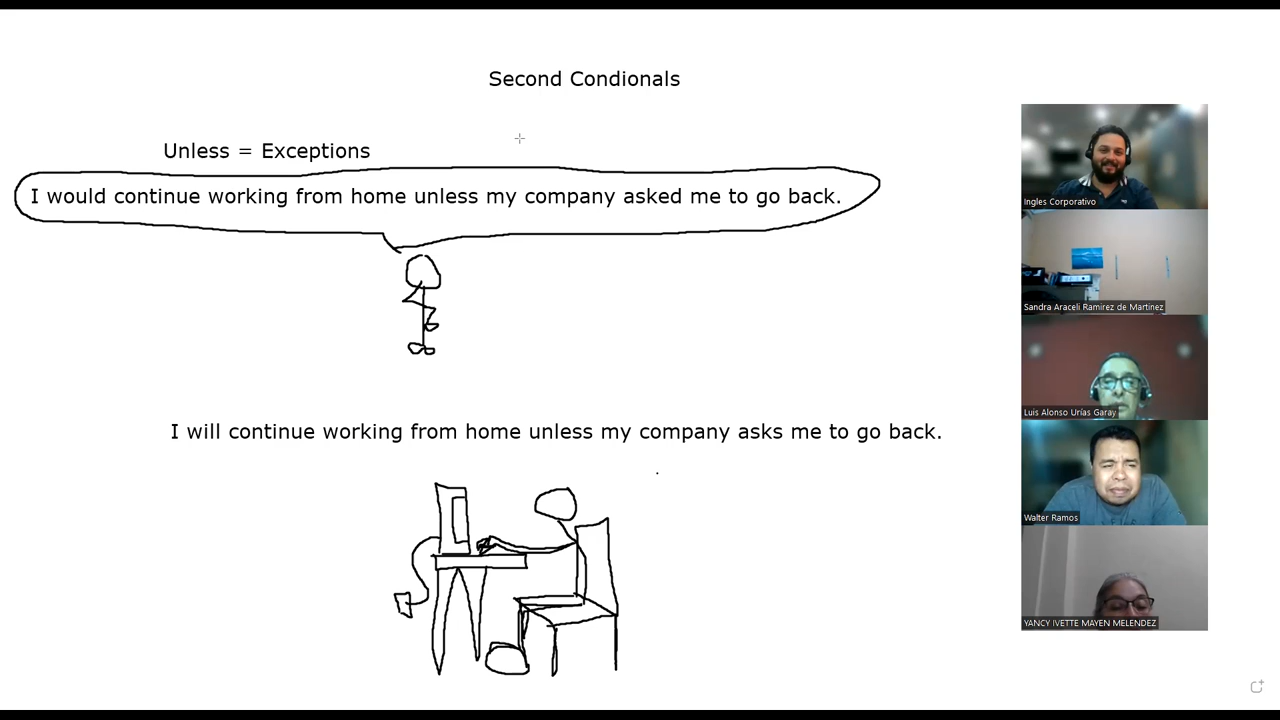 Second Condionals
Unless = Exceptions
I would continue working from home unless my company asked me to go back.
I will continue working from home unless my company asks me to go back.
Ingles Corporativo
Sandra Araceli Ramirez de Martinez
Luis Alonso Urías Garay
Walter Ramos
YANCY IVETTE MAYEN MELENDEZ